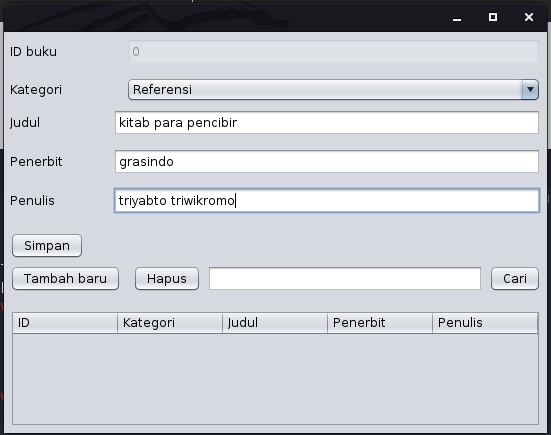 ID buku 0
Kategori Referensi
Judul kitab para pencibir
Penerbit grasindo
Penulis triyabto triwikromo
Simpan
Tambah baru Hapus Cari
ID Kategori Judul Penerbit Penulis